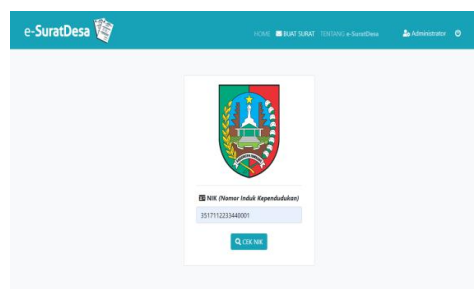 e-SuratDesa
HOME BUAT SURAT TENTANG e-SuratDesa Administrator
NIK (Nomor Induk Kependudukan)
3517112233440001
CEK NIK